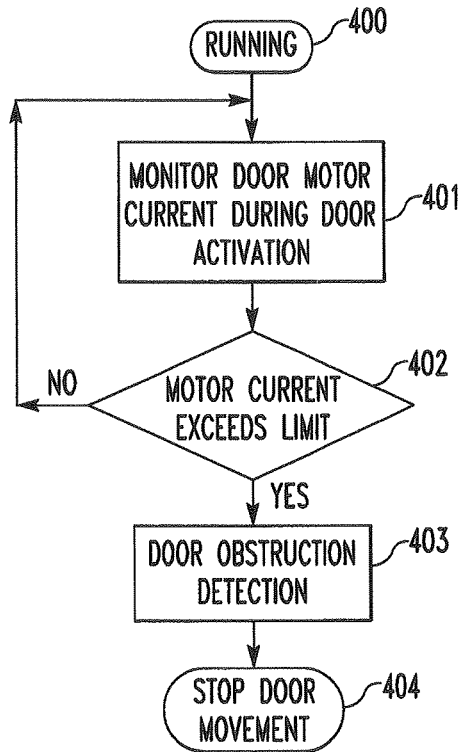 RUNNING
400
MONITOR DOOR MOTOR
CURRENT DURING DOOR
ACTIVATION
401
NO
MOTOR CURRENT
EXCEEDS LIMIT
402
YES
DOOR OBSTRUCTION
DETECTION
403
STOP DOOR
MOVEMENT
404